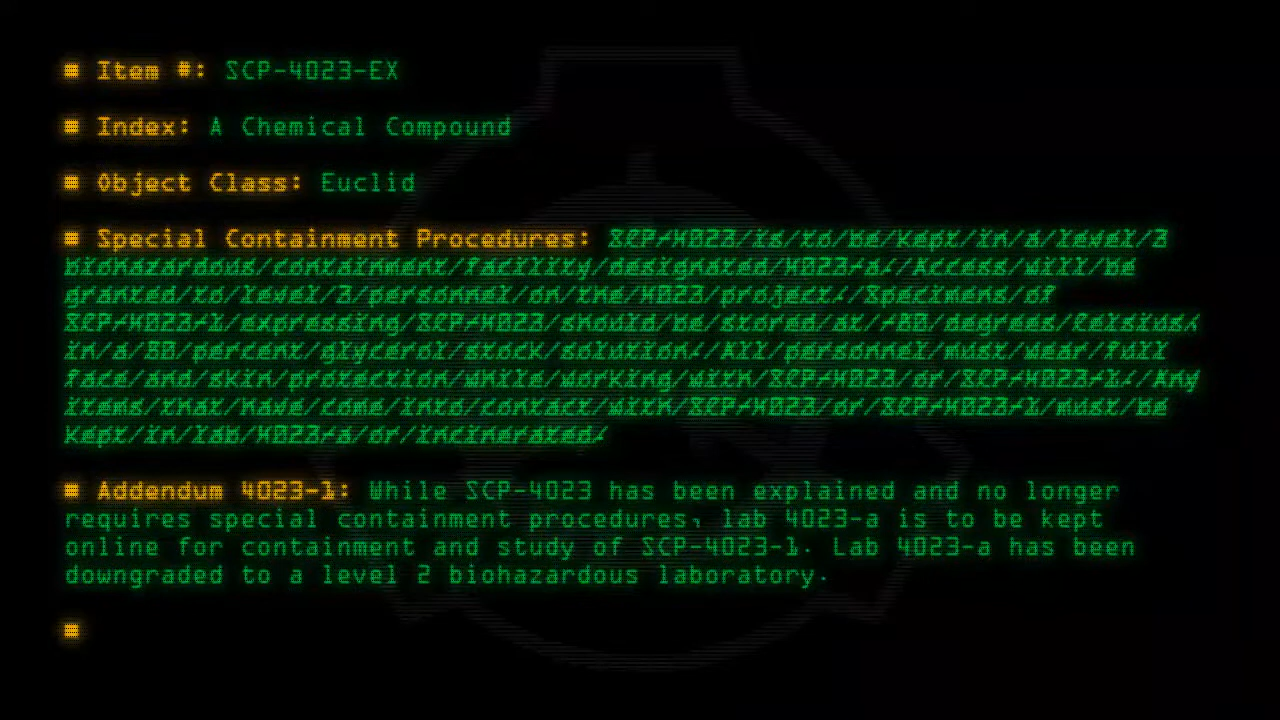 ■ Item #: SCP-4023-EX
■ Index: A Chemical Compound
■ Object Class: Euclid
■ Special Containment Procedures: SCP-4023/is/to/be/kept/in/a/level/3
biohazardous/containment/facility/designated/4023-a./Access/will/be
granted/to/level/3/personnel/on/the/4023/project./Specimens/of
SCP-4023-1/expressing/SCP-4023/should/be/stored/at/-80/degrees/Celsius/
in/a/80/percent/glycerol/stock/solution./All/personnel/must/wear/full
face/and/skin/protection/while/working/with/SCP-4023/or/SCP-4023-1./Any
items/that/have/come/into/contact/with/SCP-4023/or/SCP-4023-1/must/be
kept/in/lab/4023-a/or/incinerated.
■ Addendum 4023-1: While SCP-4023 has been explained and no longer
requires special containment procedures, lab 4023-a is to be kept
online for containment and study of SCP-4023-1. Lab 4023-a has been
downgraded to a level 2 biohazardous laboratory.
■